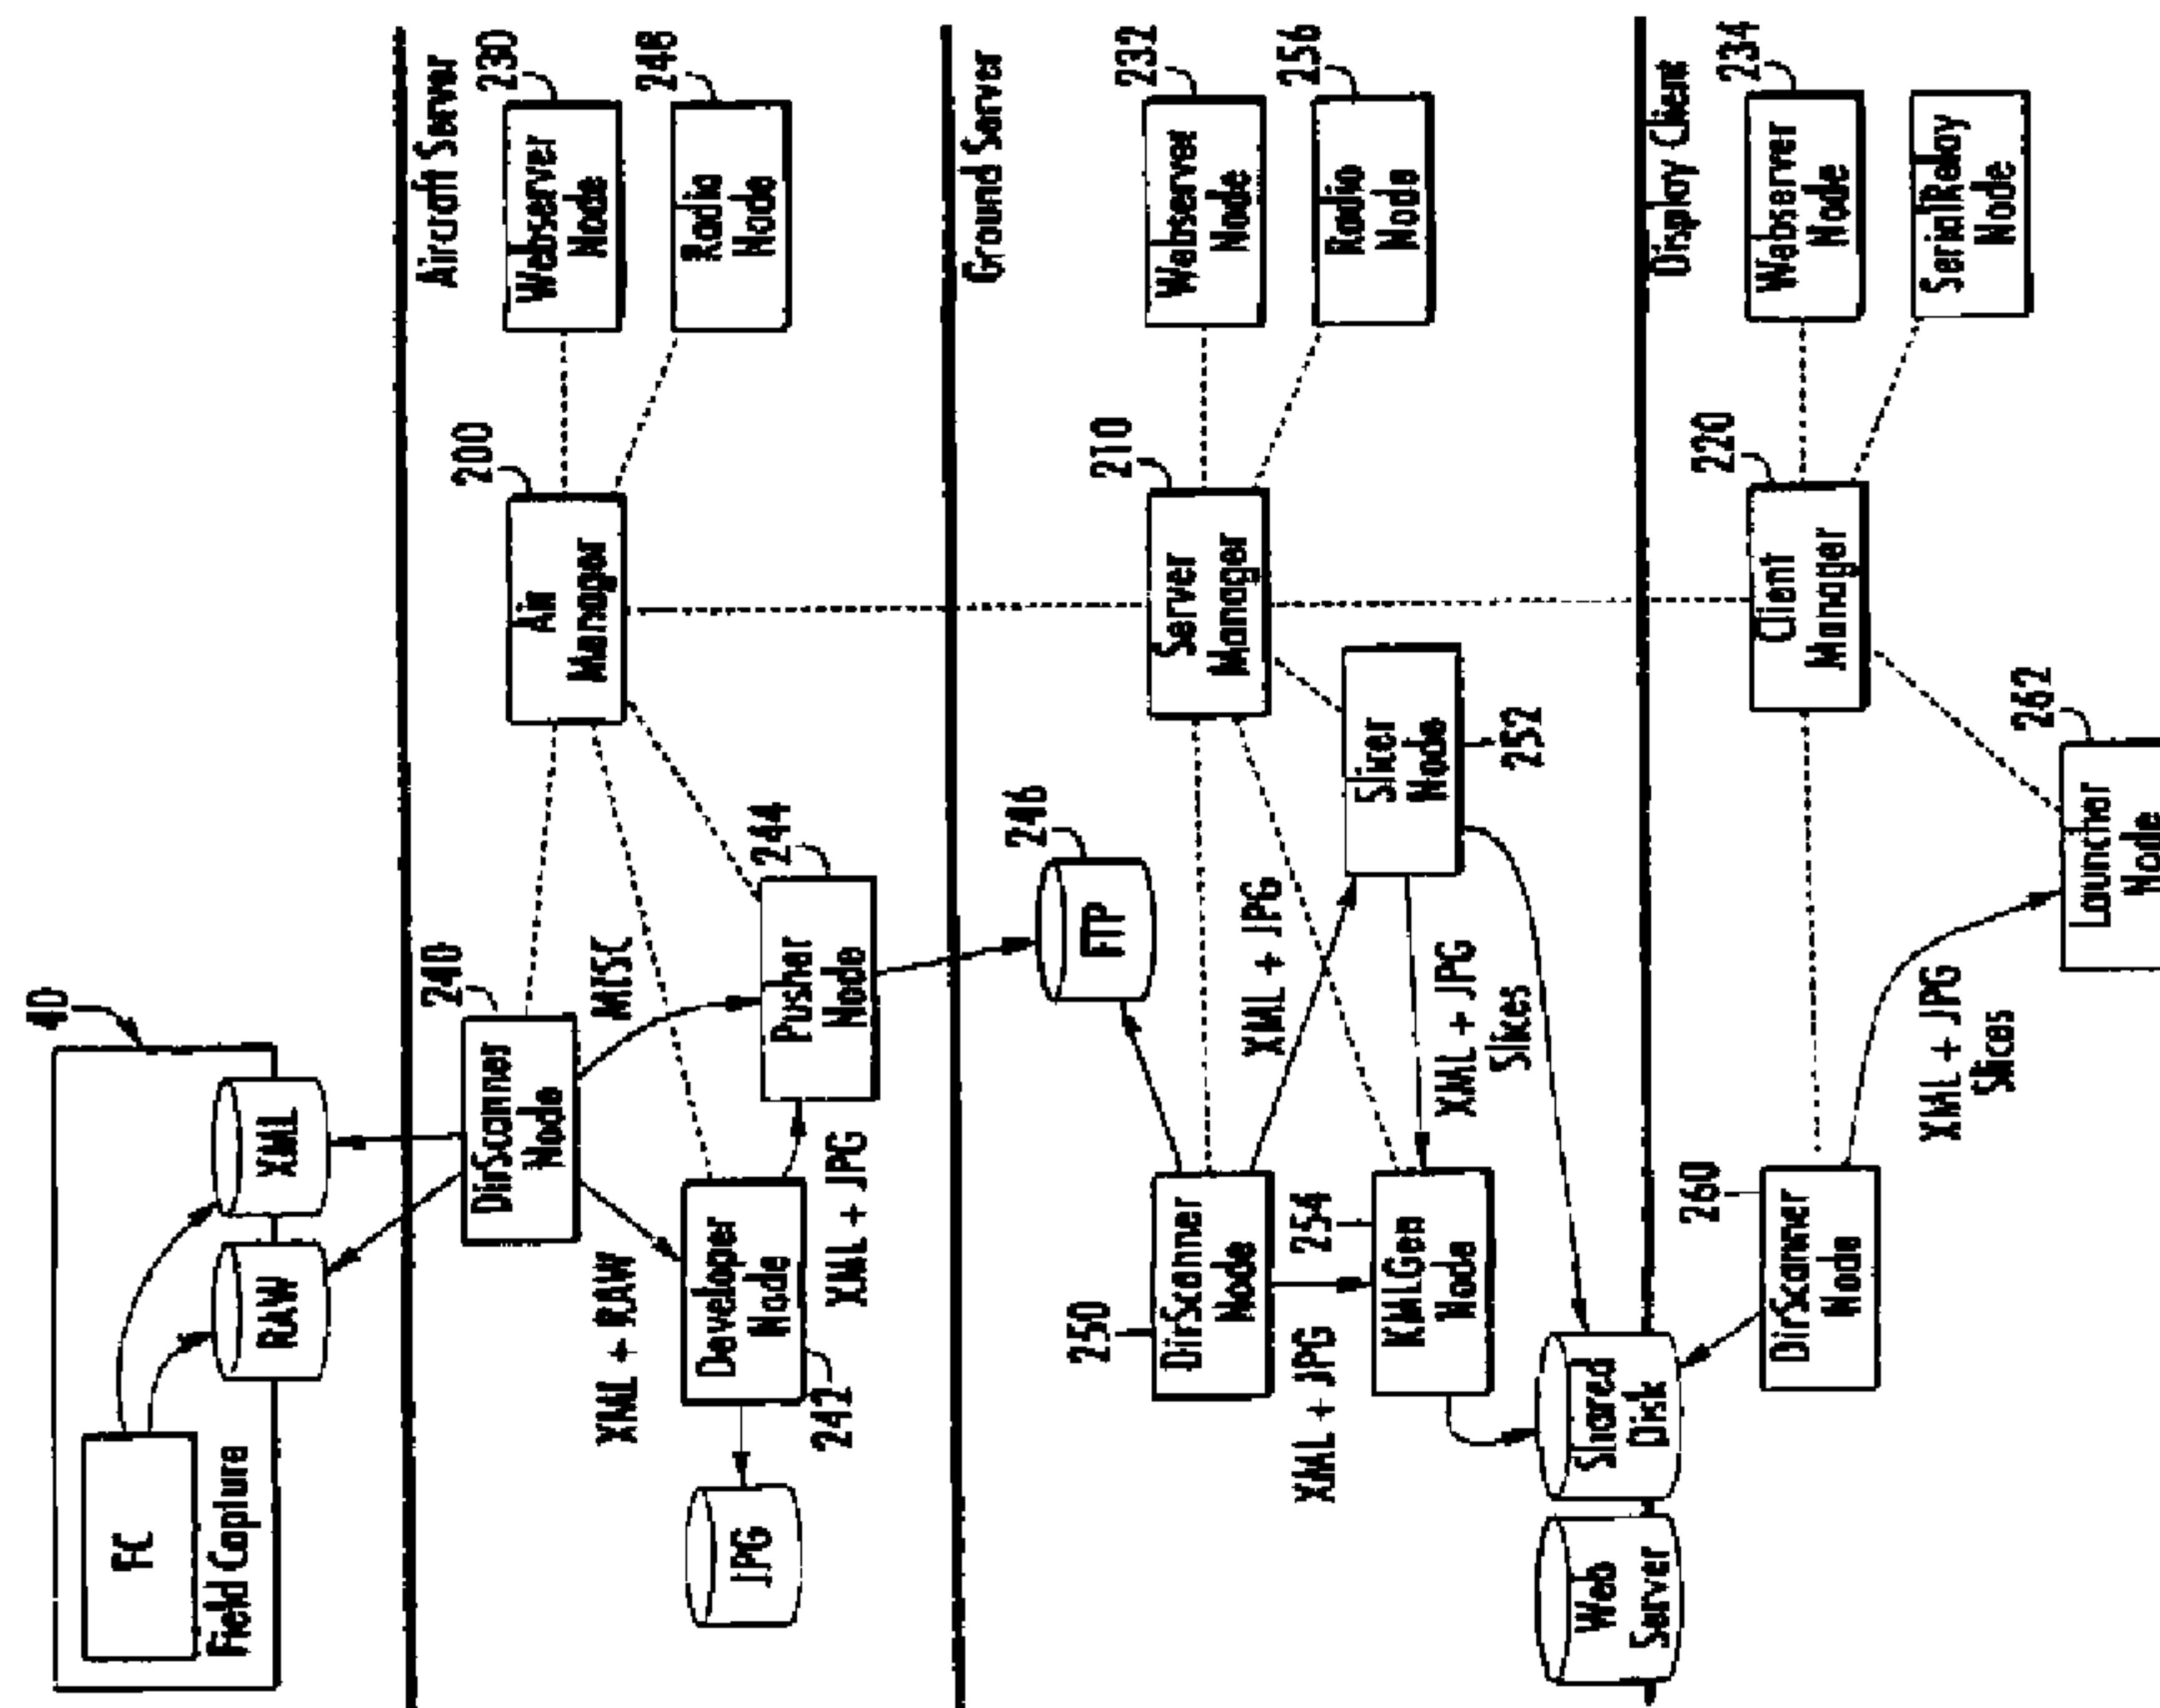 40
FC
Field Capture
RAW
XML
Aircraft Server
240
DirScanner
Node
200
Air
Manager
230
Webserver
Node
248
Radio
Node
MISC
XML + RAW
Developer
Node
242
JPG
XML + JPG
244
Pusher
Node
Ground Server
246
FTP
210
Server
Manager
232
Webserver
Node
256
Radio
Node
250
DirScanner
Node
XML + JPG
XML + JPG
254
KMLGen
Node
Slicer
Node
252
XML + JPG
Slices
Web
Server
Shared
Disk
Display Client
260
DirScanner
Node
220
Client
Manager
234
Webserver
Node
SerialRelay
Node
XML + JPG
Slices
262
Launcher
Node